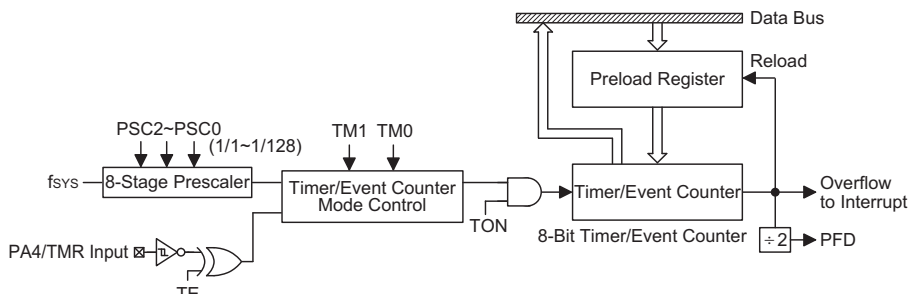 Data Bus
Preload Register
Reload
PSC2~PSC0
(1/1~1/128)
TM1
TM0
fSYS
8-Stage Prescaler
Timer/Event Counter
Mode Control
TON
Timer/Event Counter
8-Bit Timer/Event Counter
Overflow
to Interrupt
÷2
PFD
PA4/TMR Input
TE